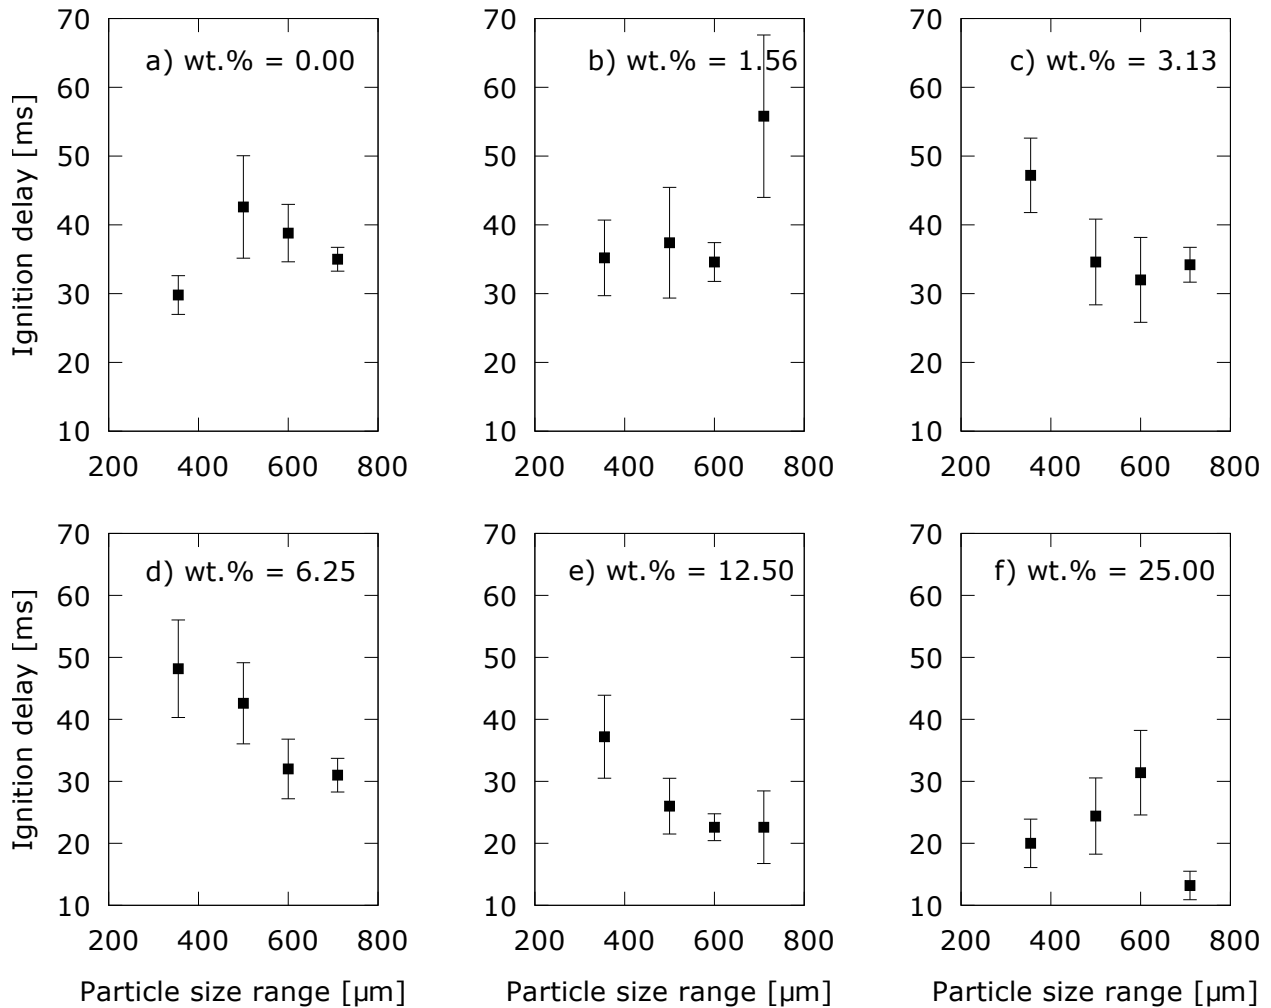 70
60
50
40
30
20
10
Ignition delay [ms]
a) wt.% = 0.00
200 400 600 800
70
60
50
40
30
20
10
b) wt.% = 1.56
200 400 600 800
70
60
50
40
30
20
10
c) wt.% = 3.13
200 400 600 800
70
60
50
40
30
20
10
Ignition delay [ms]
d) wt.% = 6.25
200 400 600 800
Particle size range [µm]
70
60
50
40
30
20
10
e) wt.% = 12.50
200 400 600 800
Particle size range [µm]
70
60
50
40
30
20
10
f) wt.% = 25.00
200 400 600 800
Particle size range [µm]